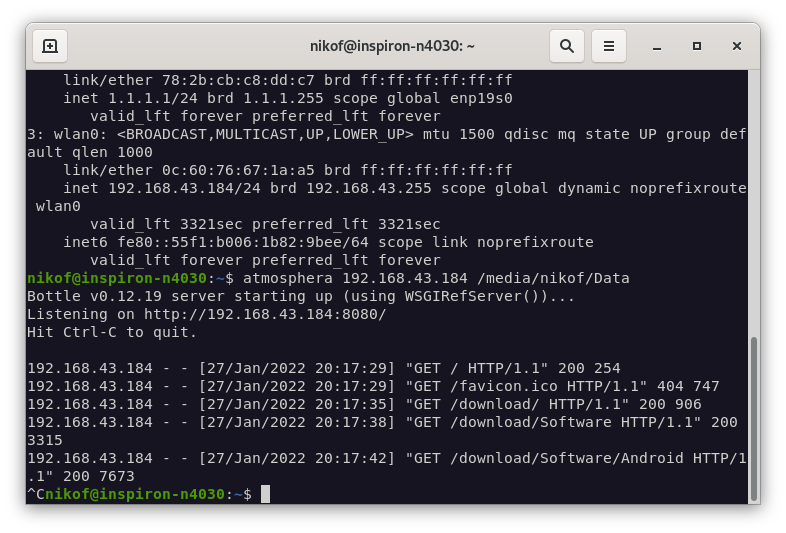 nikof@inspiron-n4030: ~
    link/ether 78:2b:cb:c8:dd:c7 brd ff:ff:ff:ff:ff:ff
    inet 1.1.1.1/24 brd 1.1.1.255 scope global enp19s0
       valid_lft forever preferred_lft forever
3: wlan0: <BROADCAST,MULTICAST,UP,LOWER_UP> mtu 1500 qdisc mq state UP group def
ault qlen 1000
    link/ether 0c:60:76:67:1a:a5 brd ff:ff:ff:ff:ff:ff
    inet 192.168.43.184/24 brd 192.168.43.255 scope global dynamic noprefixroute
 wlan0
       valid_lft 3321sec preferred_lft 3321sec
    inet6 fe80::55f1:b006:1b82:9bee/64 scope link noprefixroute
       valid_lft forever preferred_lft forever
nikof@inspiron-n4030:~$ atmosphera 192.168.43.184 /media/nikof/Data
Bottle v0.12.19 server starting up (using WSGIRefServer())...
Listening on http://192.168.43.184:8080/
Hit Ctrl-C to quit.

192.168.43.184 - - [27/Jan/2022 20:17:29] "GET / HTTP/1.1" 200 254
192.168.43.184 - - [27/Jan/2022 20:17:29] "GET /favicon.ico HTTP/1.1" 404 747
192.168.43.184 - - [27/Jan/2022 20:17:35] "GET /download/ HTTP/1.1" 200 906
192.168.43.184 - - [27/Jan/2022 20:17:38] "GET /download/Software HTTP/1.1" 200
3315
192.168.43.184 - - [27/Jan/2022 20:17:42] "GET /download/Software/Android HTTP/1
.1" 200 7673
^Cnikof@inspiron-n4030:~$